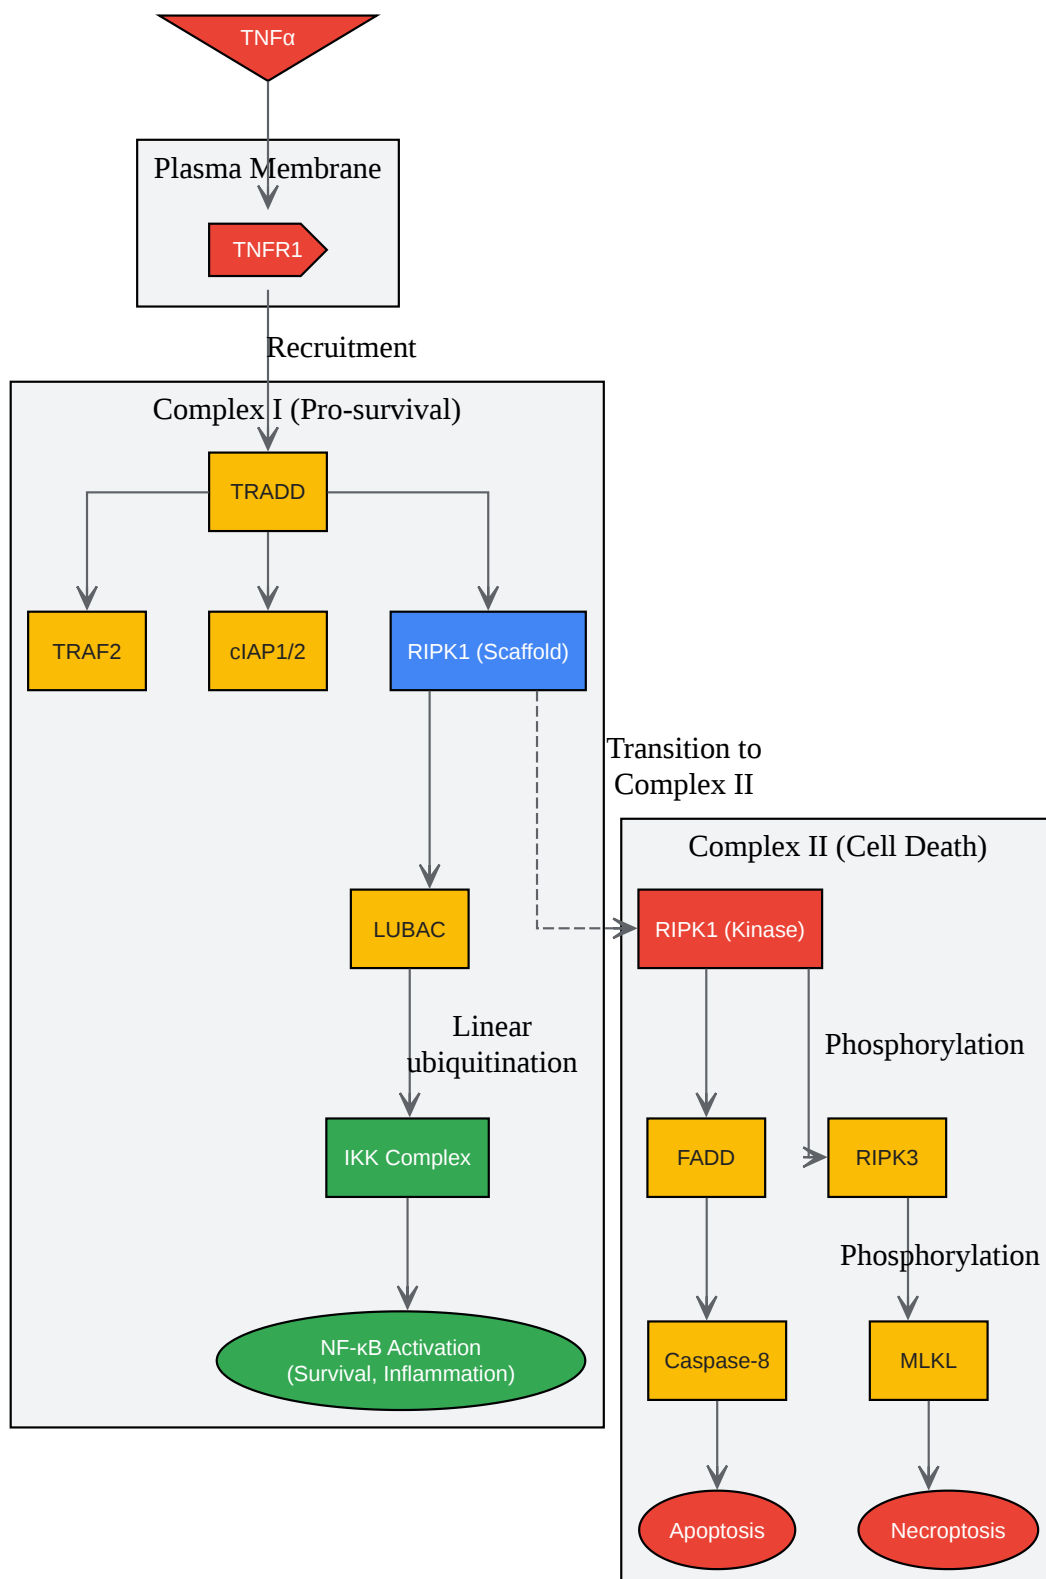 TNFα
Plasma Membrane
TNFR1
Recruitment
Complex I (Pro-survival)
TRADD
TRAF2
cIAP1/2
RIPK1 (Scaffold)
Transition to
Complex II
Complex II (Cell Death)
LUBAC
RIPK1 (Kinase)
Linear
ubiquitination
Phosphorylation
IKK Complex
FADD
RIPK3
Phosphorylation
NF-κB Activation
(Survival, Inflammation)
Caspase-8
MLKL
Apoptosis
Necroptosis